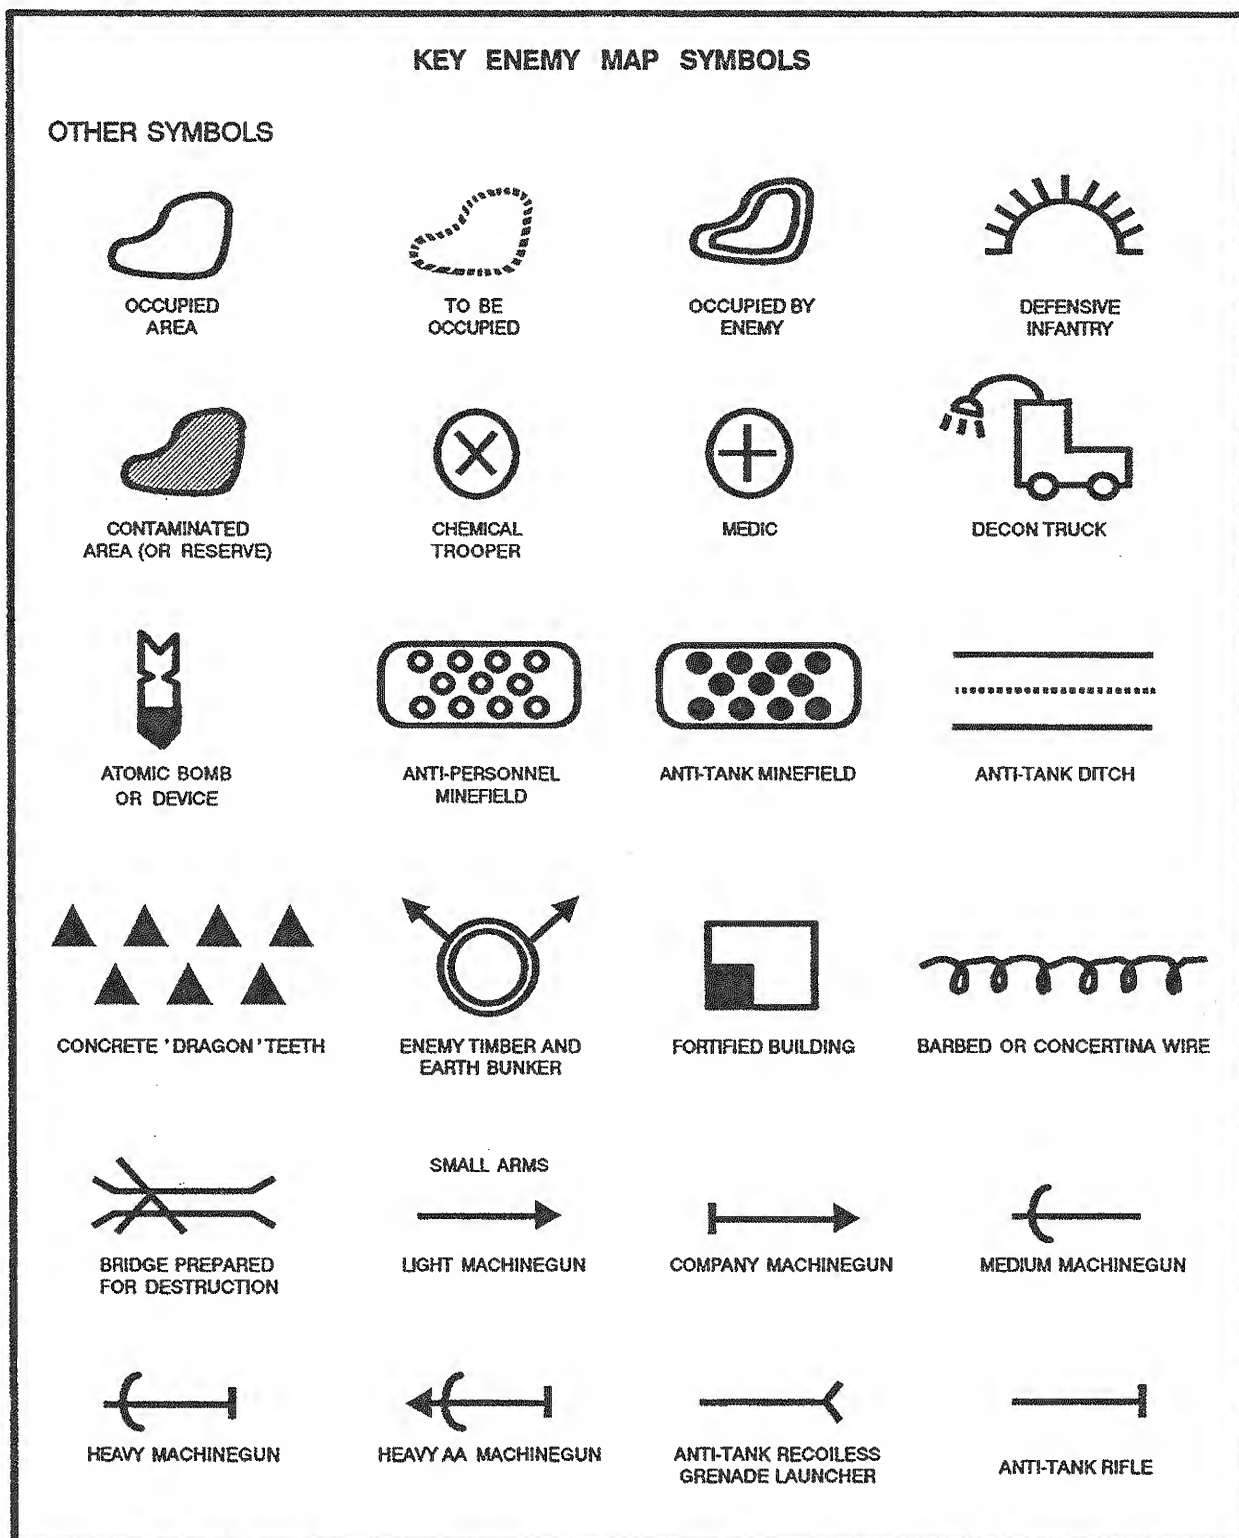 KEY ENEMY MAP SYMBOLS
OTHER SYMBOLS
OCCUPIED
AREA
TO BE
OCCUPIED
OCCUPIED BY
ENEMY
DEFENSIVE
INFANTRY
CONTAMINATED
AREA (OR RESERVE)
CHEMICAL
TROOPER
MEDIC
DECON TRUCK
ATOMIC BOMB
OR DEVICE
ANTI-PERSONNEL
MINEFIELD
ANTI-TANK MINEFIELD
ANTI-TANK DITCH
CONCRETE 'DRAGON' TEETH
ENEMY TIMBER AND
EARTH BUNKER
FORTIFIED BUILDING
BARBED OR CONCERTINA WIRE
BRIDGE PREPARED
FOR DESTRUCTION
SMALL ARMS
LIGHT MACHINEGUN
COMPANY MACHINEGUN
MEDIUM MACHINEGUN
HEAVY MACHINEGUN
HEAVY AA MACHINEGUN
ANTI-TANK RECOILESS
GRENADE LAUNCHER
ANTI-TANK RIFLE